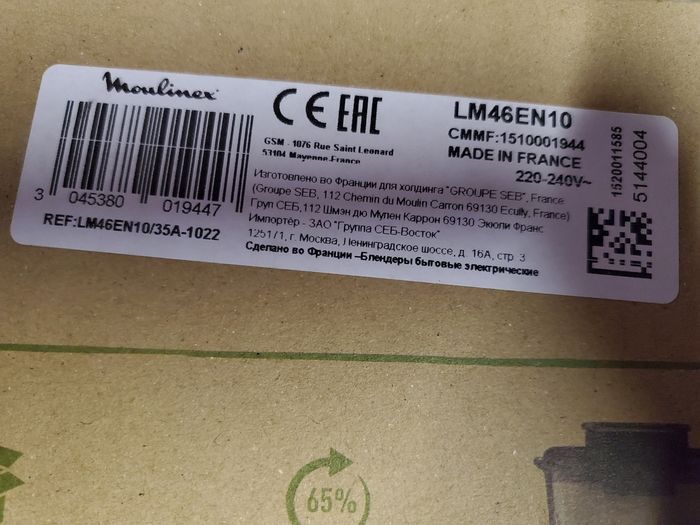 Moulinex
3 045380 019447
REF:LM46EN10/35A-1022
CE EAC
GSM - 1076 Rue Saint Leonard
53104 Mayenne-France
LM46EN10
CMMF:1510001944
MADE IN FRANCE
220-240V~
Изготовлено во Франции для холдинга "GROUPE SEB", France
(Groupe SEB, 112 Chemin du Moulin Carron 69130 Ecully, France)
Груп СЕБ,112 Шмэн дю Мулен Каррон 69130 Экюли Франс
Импортёр - ЗАО "Группа СЕБ-Восток"
1251/1, г. Москва, Ленинградское шоссе, д. 16А, стр. 3
Сделано во Франции –Блендеры бытовые электрические
1520011585
5144004
65%